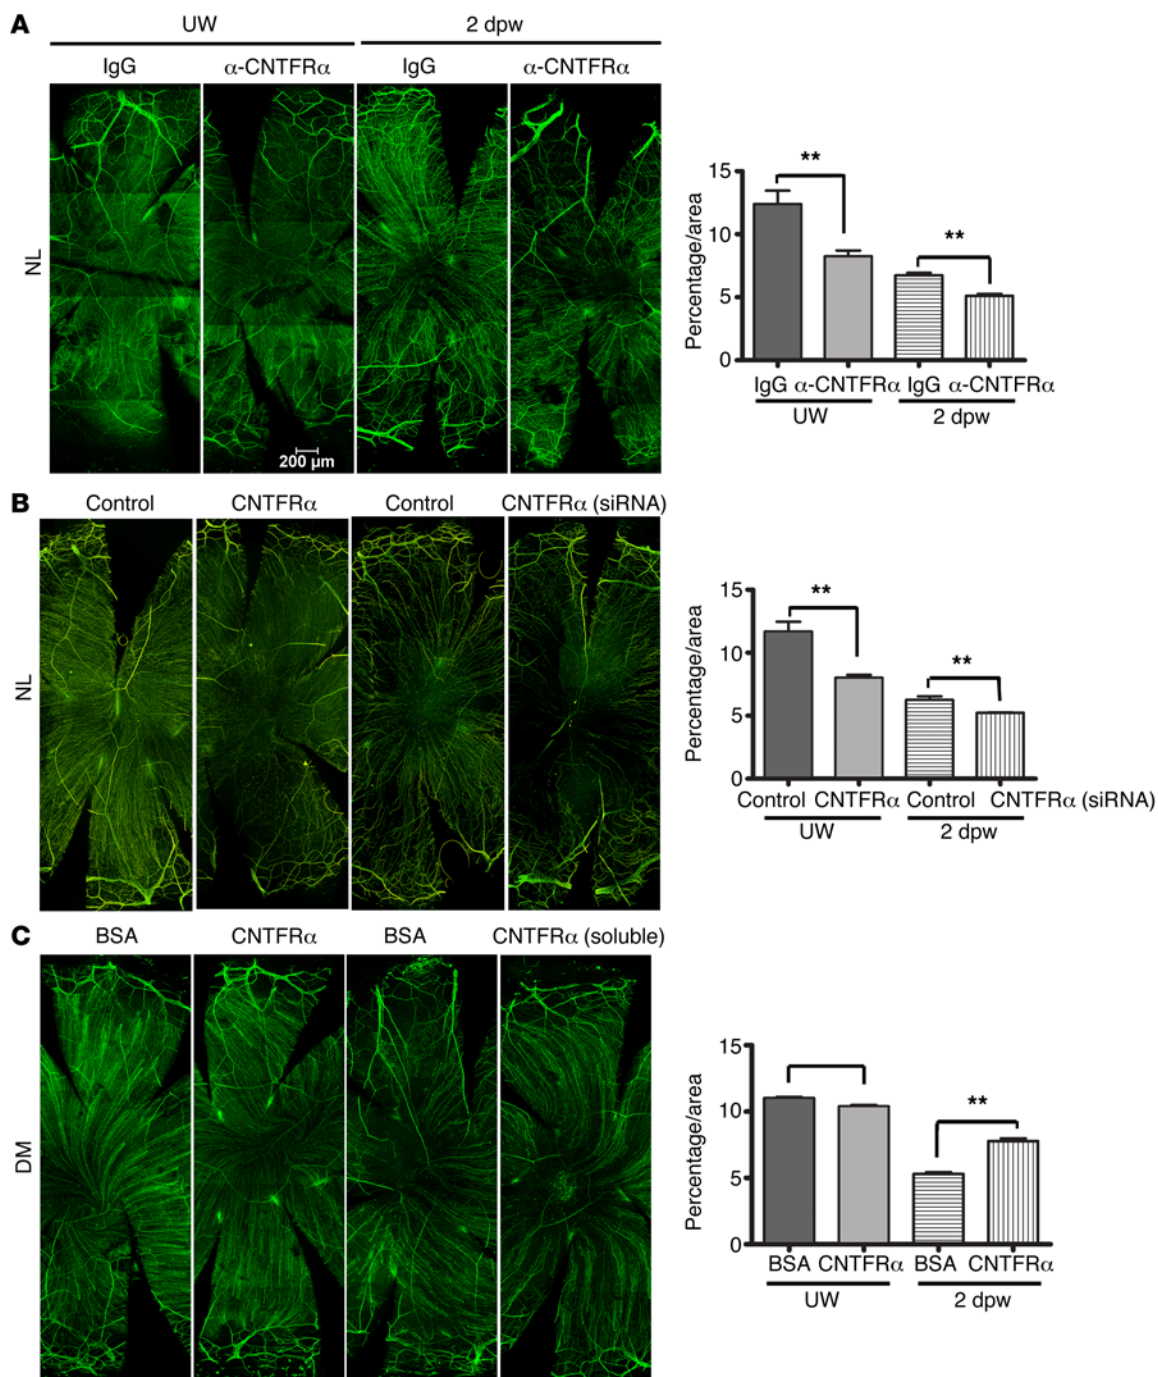 A
UW
2 dpw
IgG
α-CNTFRα
IgG
α-CNTFRα
NL
200 µm
Percentage/area
15
10
5
0
**
**
IgG α-CNTFRα IgG α-CNTFRα
UW
2 dpw
B
Control
CNTFRα
Control
CNTFRα (siRNA)
NL
Percentage/area
15
10
5
0
**
**
Control CNTFRα Control CNTFRα (siRNA)
UW
2 dpw
C
BSA
CNTFRα
BSA
CNTFRα (soluble)
DM
Percentage/area
15
10
5
0
**
BSA CNTFRα BSA CNTFRα
UW
2 dpw